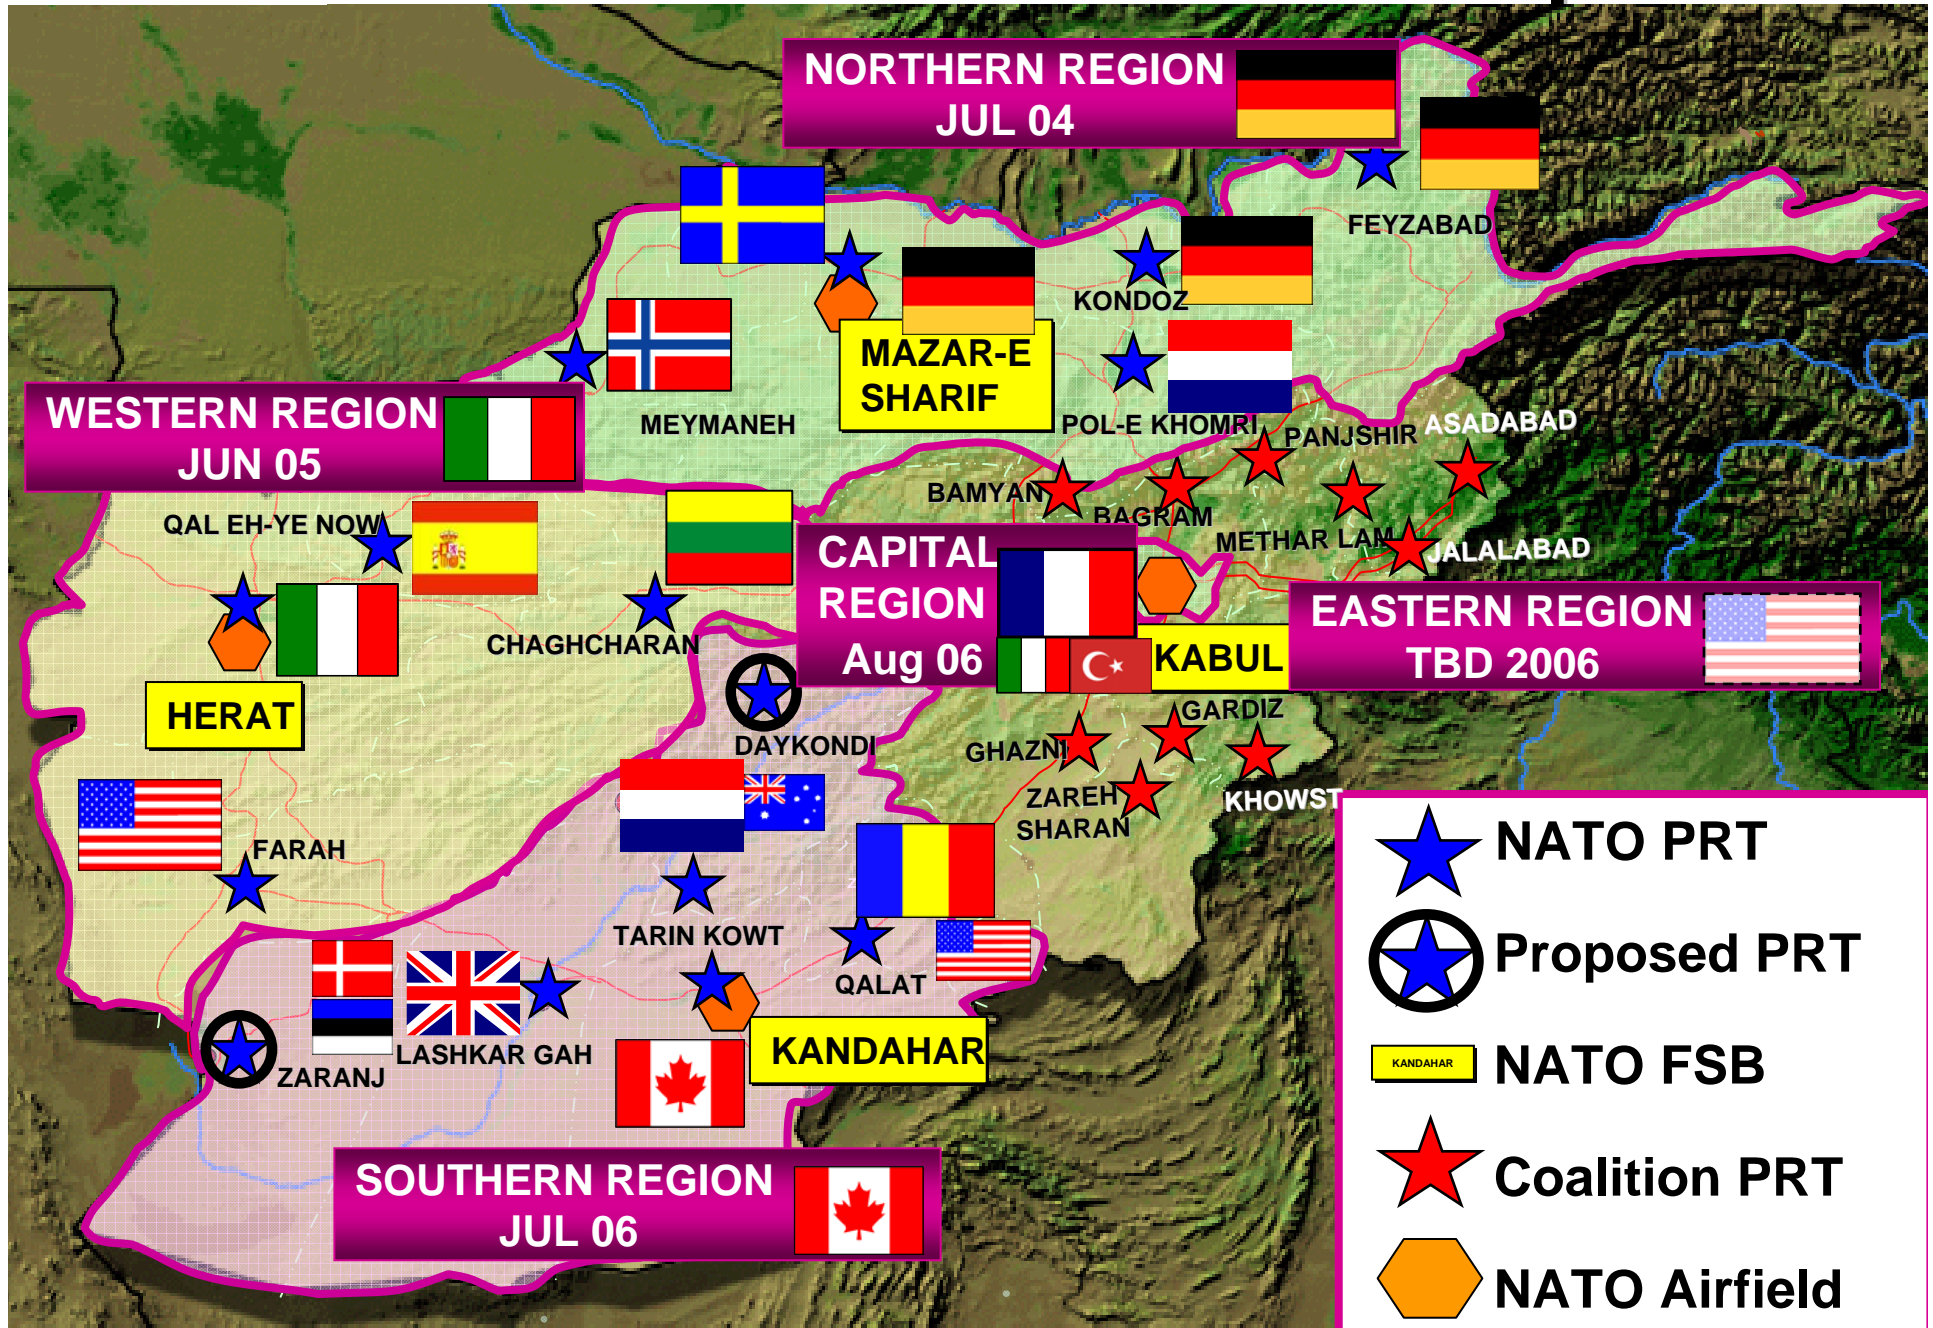 NORTHERN REGION
JUL 04
FEYZABAD
KONDOZ
MAZAR-E
SHARIF
MEYMANEH
POL-E KHOMRI
WESTERN REGION
JUN 05
PANJSHIR
ASADABAD
BAMYAN
BAGRAM
METHAR LAM
JALALABAD
QAL EH-YE NOW
CHAGHCHARAN
CAPITAL
REGION
Aug 06
KABUL
EASTERN REGION
TBD 2006
HERAT
DAYKONDI
GARDIZ
GHAZNI
ZAREH
SHARAN
KHOWST
FARAH
TARIN KOWT
QALAT
LASHKAR GAH
ZARANJ
KANDAHAR
SOUTHERN REGION
JUL 06
NATO PRT
Proposed PRT
KANDAHAR
NATO FSB
Coalition PRT
NATO Airfield